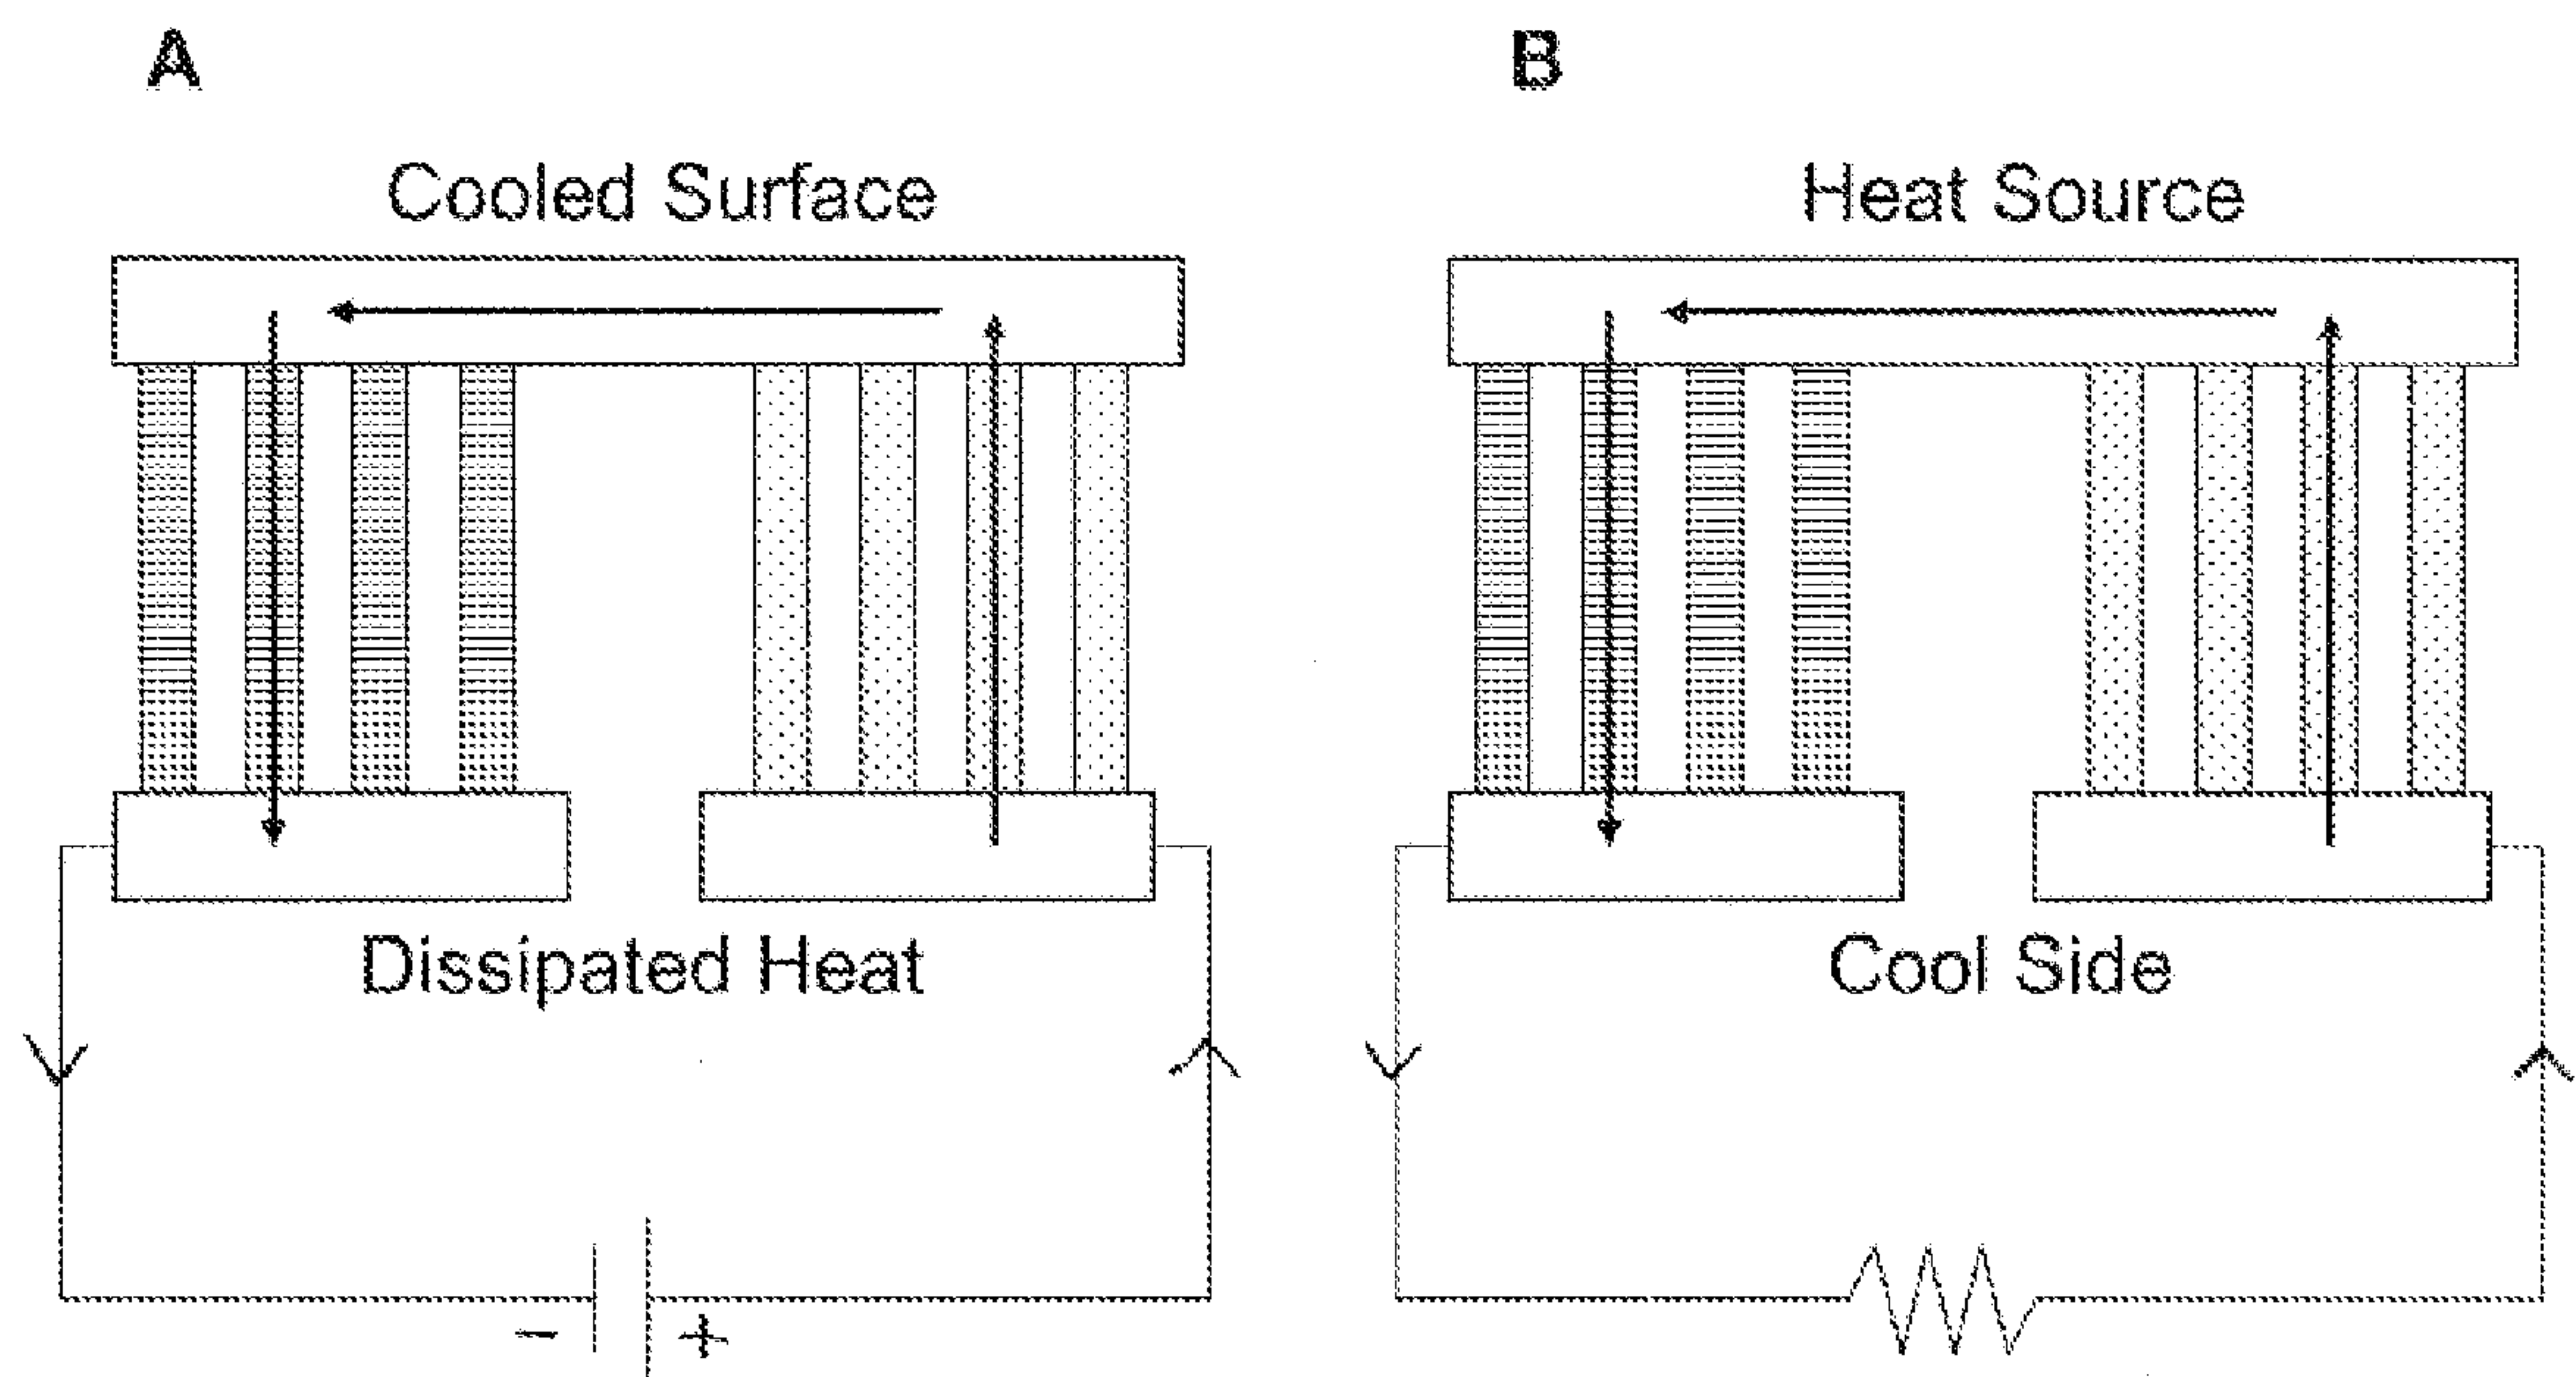 A
B
Cooled Surface
Heat Source
Dissipated Heat
Cool Side
− +